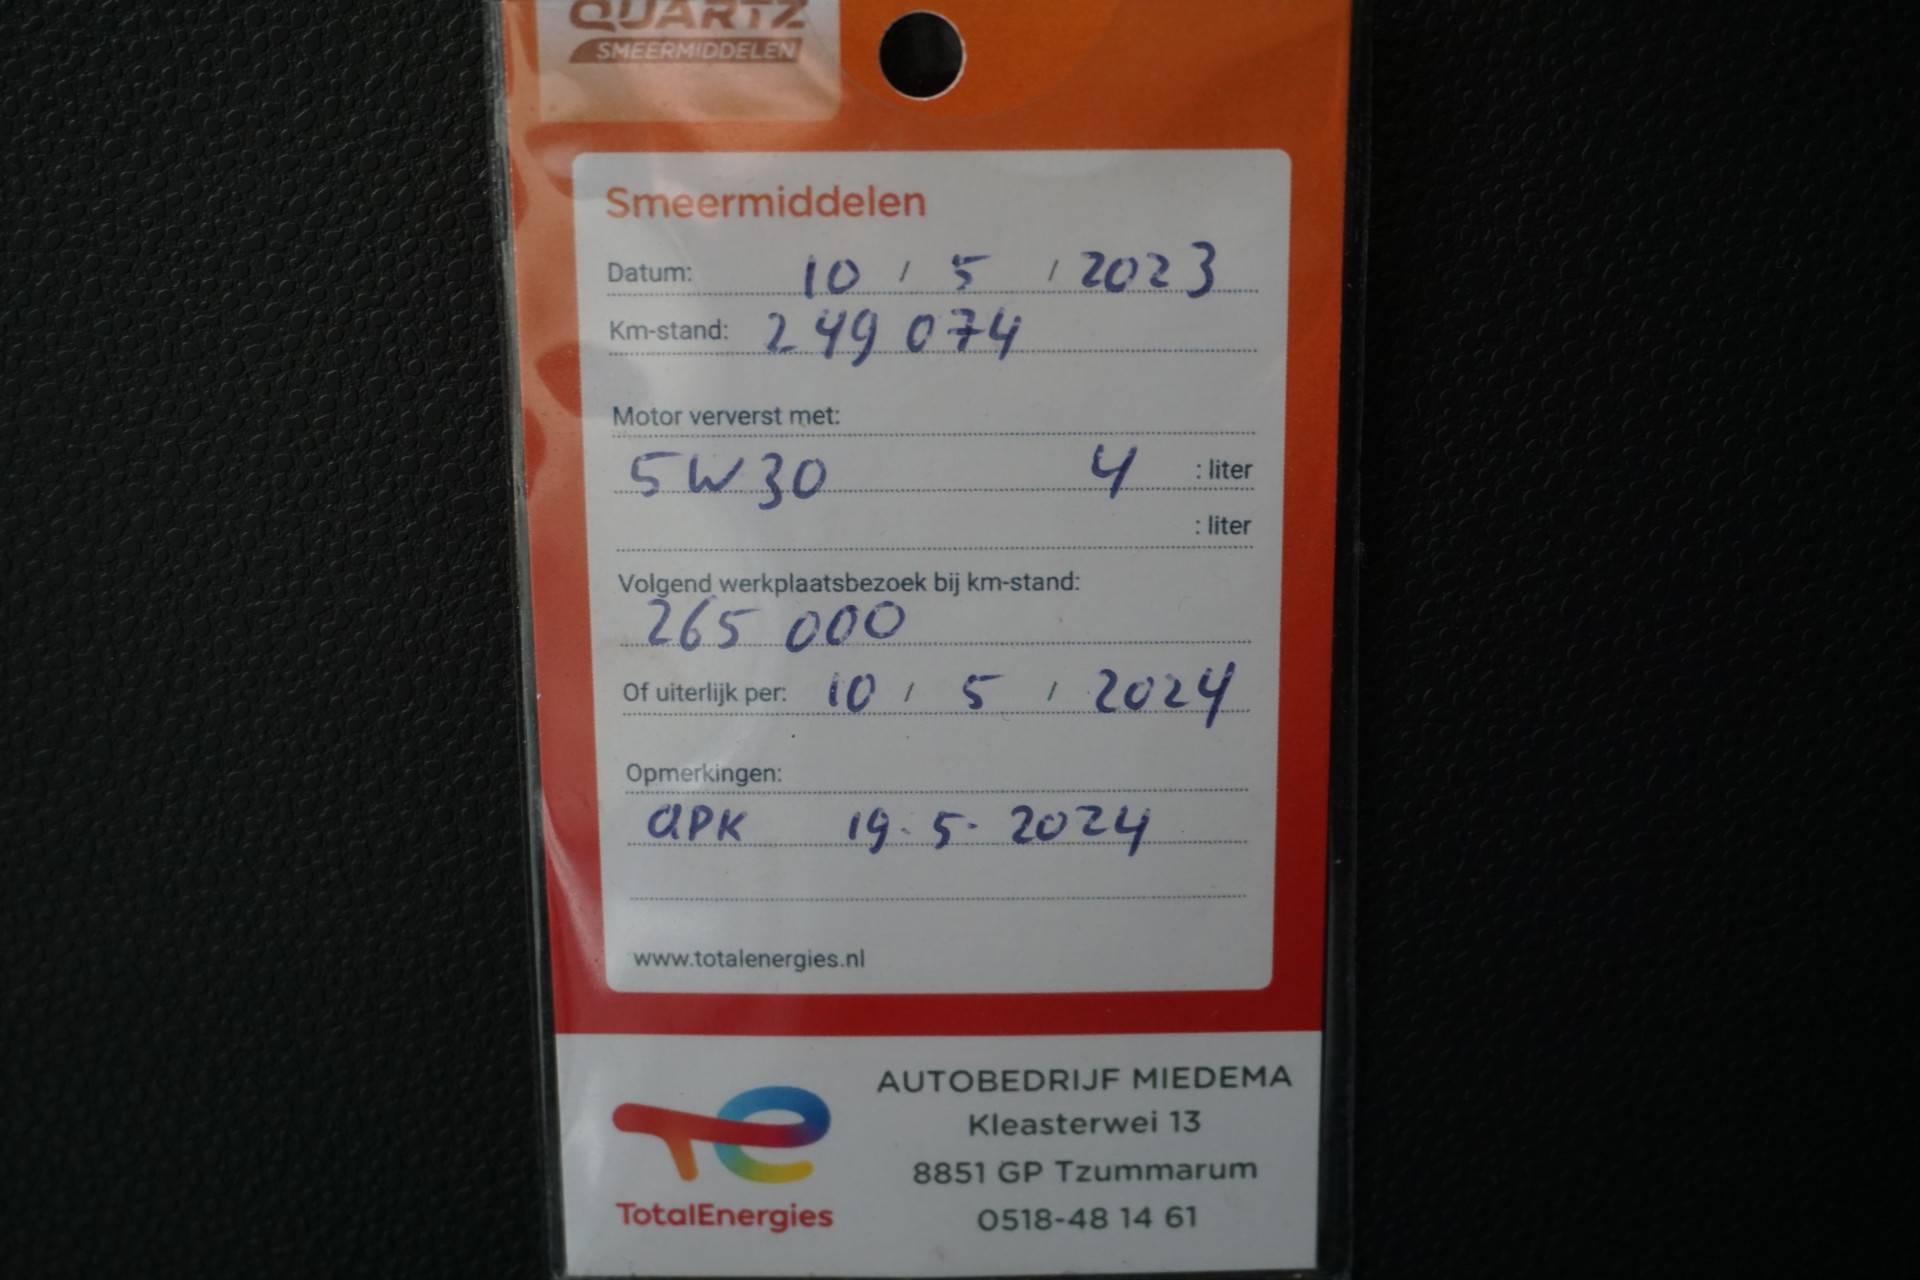 QUARTZ
SMEERMIDDELEN
Smeermiddelen
Datum: 10 / 5 / 2023
Km-stand: 249 074
Motor ververst met:
5W30 4 : liter
: liter
Volgend werkplaatsbezoek bij km-stand:
265 000
Of uiterlijk per: 10 / 5 / 2024
Opmerkingen:
APK 19-5-2024
www.totalenergies.nl
AUTOBEDRIJF MIEDEMA
Kleasterwei 13
8851 GP Tzummarum
0518-48 14 61
TotalEnergies